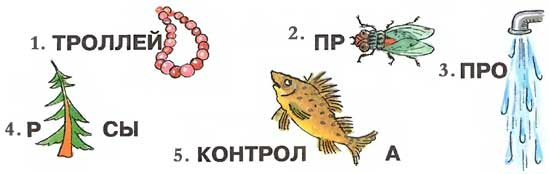 1. ТРОЛЛЕЙ
2. ПР
3. ПРО
4. Р СЫ
5. КОНТРОЛ А